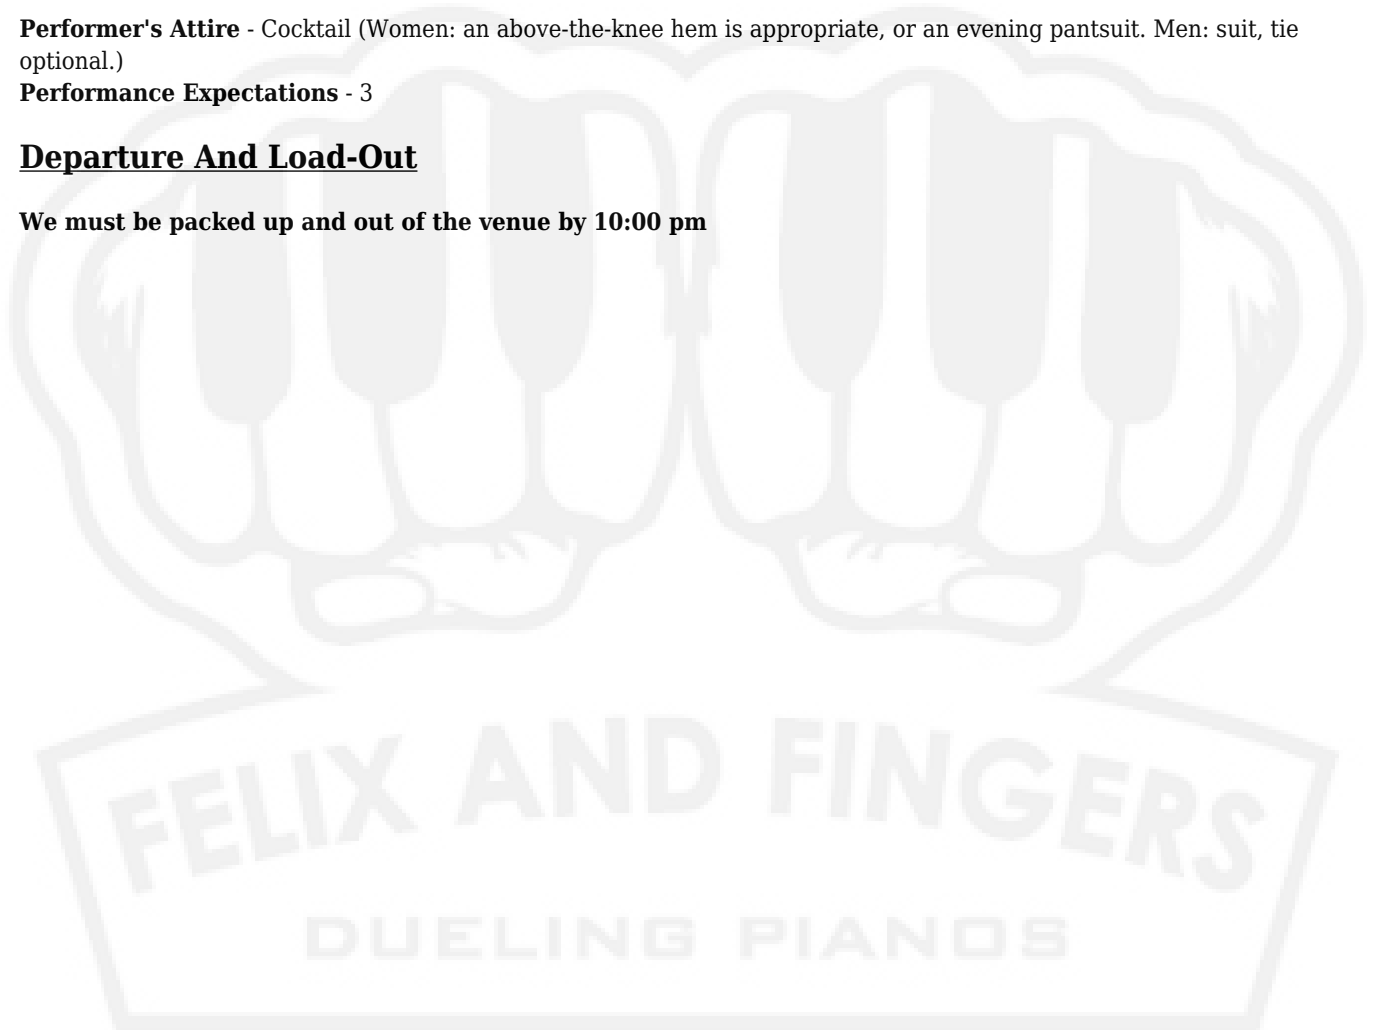 Performer's Attire - Cocktail (Women: an above-the-knee hem is appropriate, or an evening pantsuit. Men: suit, tie
optional.)
Performance Expectations - 3
Departure And Load-Out
We must be packed up and out of the venue by 10:00 pm
FELIX AND FINGERS
DUELING PIANOS